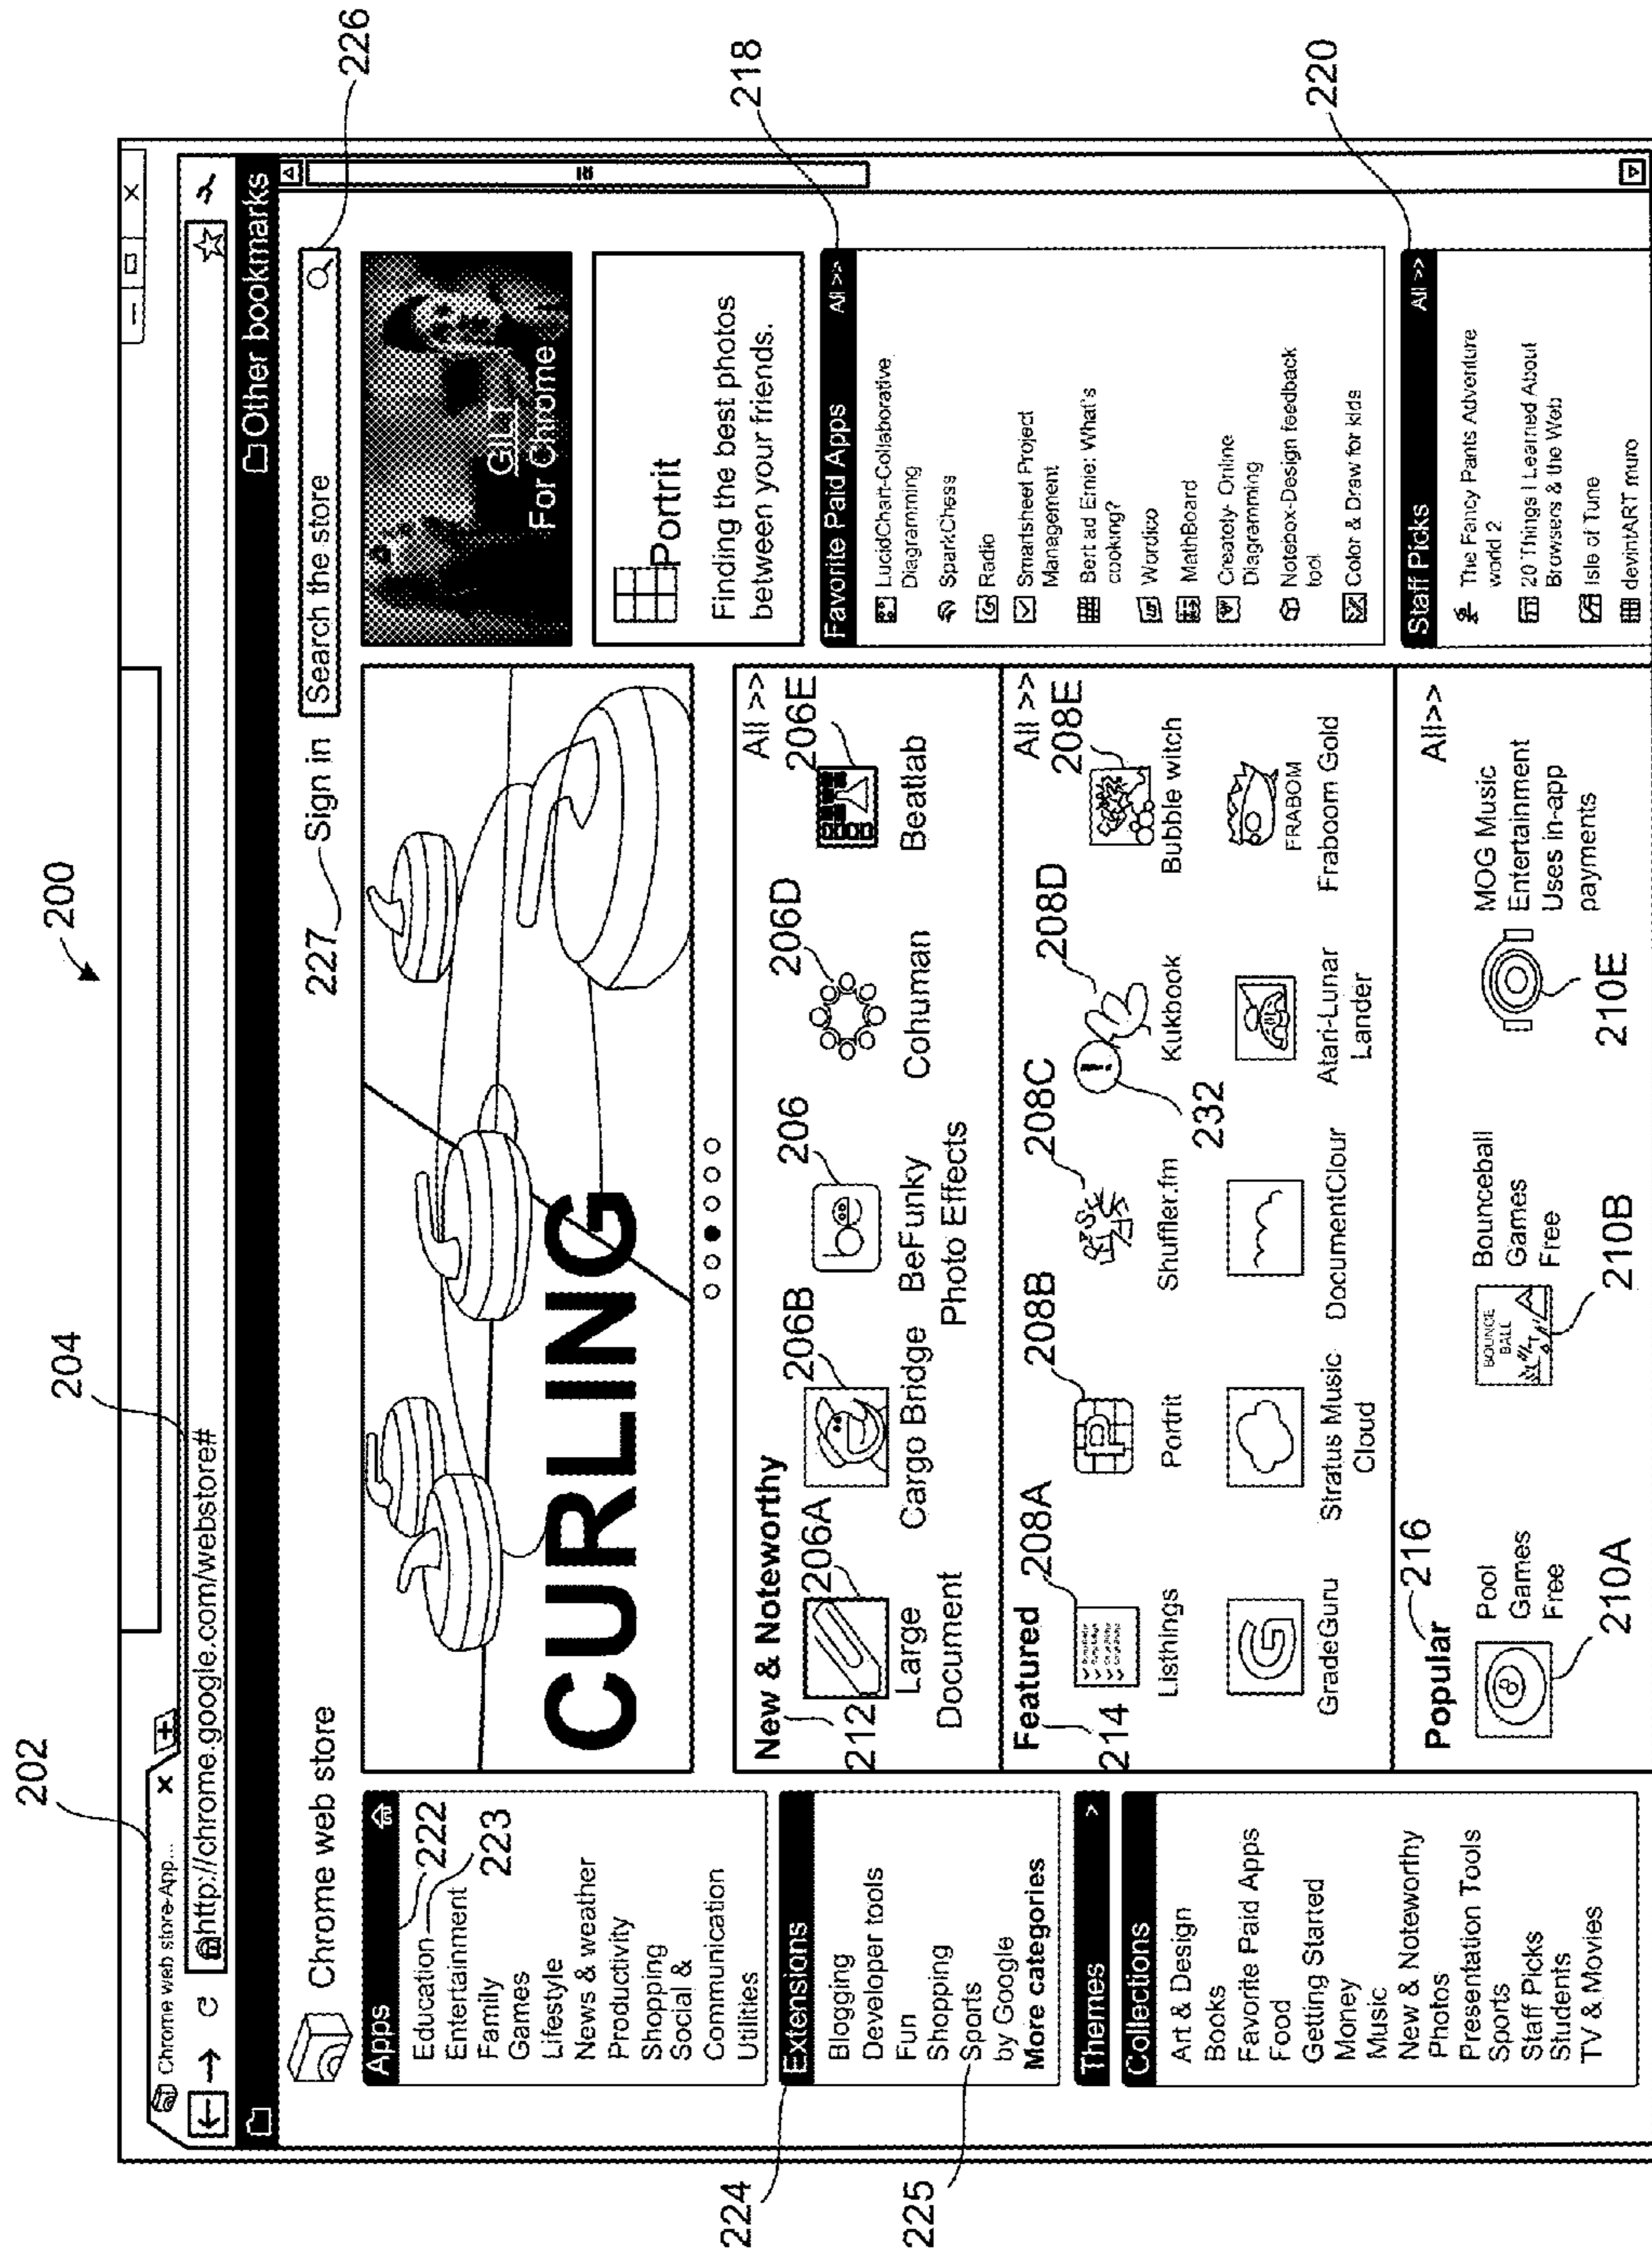 200
202
204
Chrome web store-App...
http://chrome.google.com/webstore#
Other bookmarks
Chrome web store
227
Sign in
Search the store
226
Apps
222
Education
223
Entertainment
Family
Games
Lifestyle
News & weather
Productivity
Shopping
Social &
Communication
Utilities
224
Extensions
Blogging
Developer tools
Fun
Shopping
Sports
225
by Google
More categories
Themes >
Collections
Art & Design
Books
Favorite Paid Apps
Food
Getting Started
Money
Music
New & Noteworthy
Photos
Presentation Tools
Sports
Staff Picks
Students
TV & Movies
CURLING
New & Noteworthy
All >>
212
206A
206B
206
206D
206E
be
Large
Document
Cargo Bridge
BeFunky
Photo Effects
Cohuman
Beatlab
Featured
All >>
214
208A
208B
208C
208D
208E
232
P
Listhings
Portrit
Shuffler.fm
Kukbook
Bubble witch
G
FRABOM
GradeGuru
Stratus Music
Cloud
DocumentClour
Atari-Lunar
Lander
Fraboom Gold
Popular
216
All>>
8
Pool
Games
Free
210A
BOUNCE
BALL
Bounceball
Games
Free
210B
MOG Music
Entertainment
Uses in-app
payments
210E
GILT
For Chrome
Portrit
Finding the best photos
between your friends.
Favorite Paid Apps All >>
218
LucidChart-Collaborative
Diagramming
SparkChess
Radio
Smartsheet Project
Management
Bert ad Ernie: What's
cooking?
Wordico
MathBoard
Creately- Online
Diagramming
Notebox-Design feedback
tool
Color & Draw for kids
Staff Picks All >>
220
The Fancy Pants Adventure
world 2
20 Things I Learned About
Browsers & the Web
Isle of Tune
devintART muro